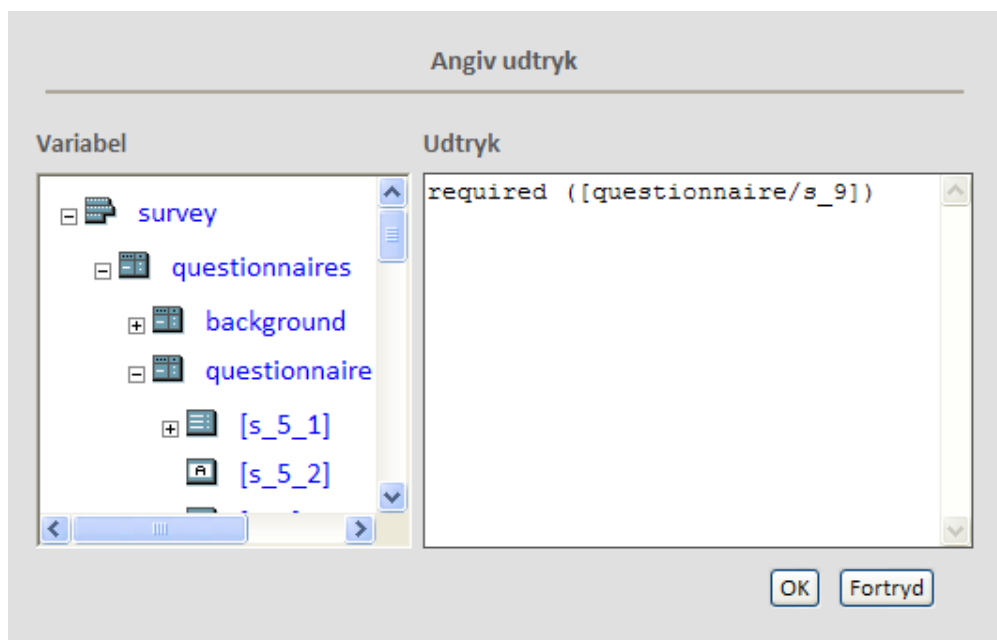 Angiv udtryk
Variabel
Udtryk
survey
questionnaires
background
questionnaire
[s_5_1]
A [s_5_2]
required ([questionnaire/s_9])
OK Fortryd